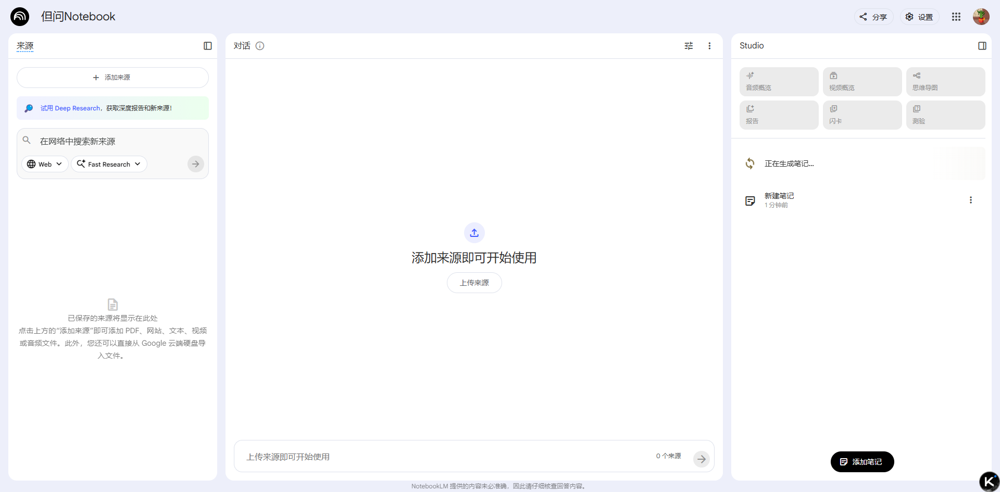 但问Notebook
分享
设置
来源
添加来源
试用 Deep Research，获取深度报告和新来源！
在网络中搜索新来源
Web
Fast Research
已保存的来源将显示在此处
点击上方的“添加来源”即可添加 PDF、网站、文本、视频
或音频文件。此外，您还可以直接从 Google 云端硬盘导
入文件。
对话
添加来源即可开始使用
上传来源
上传来源即可开始使用
0 个来源
NotebookLM 提供的内容未必准确，因此请仔细核查回答内容。
Studio
音频概览
视频概览
思维导图
报告
闪卡
测验
正在生成笔记...
新建笔记
1 分钟前
添加笔记
K